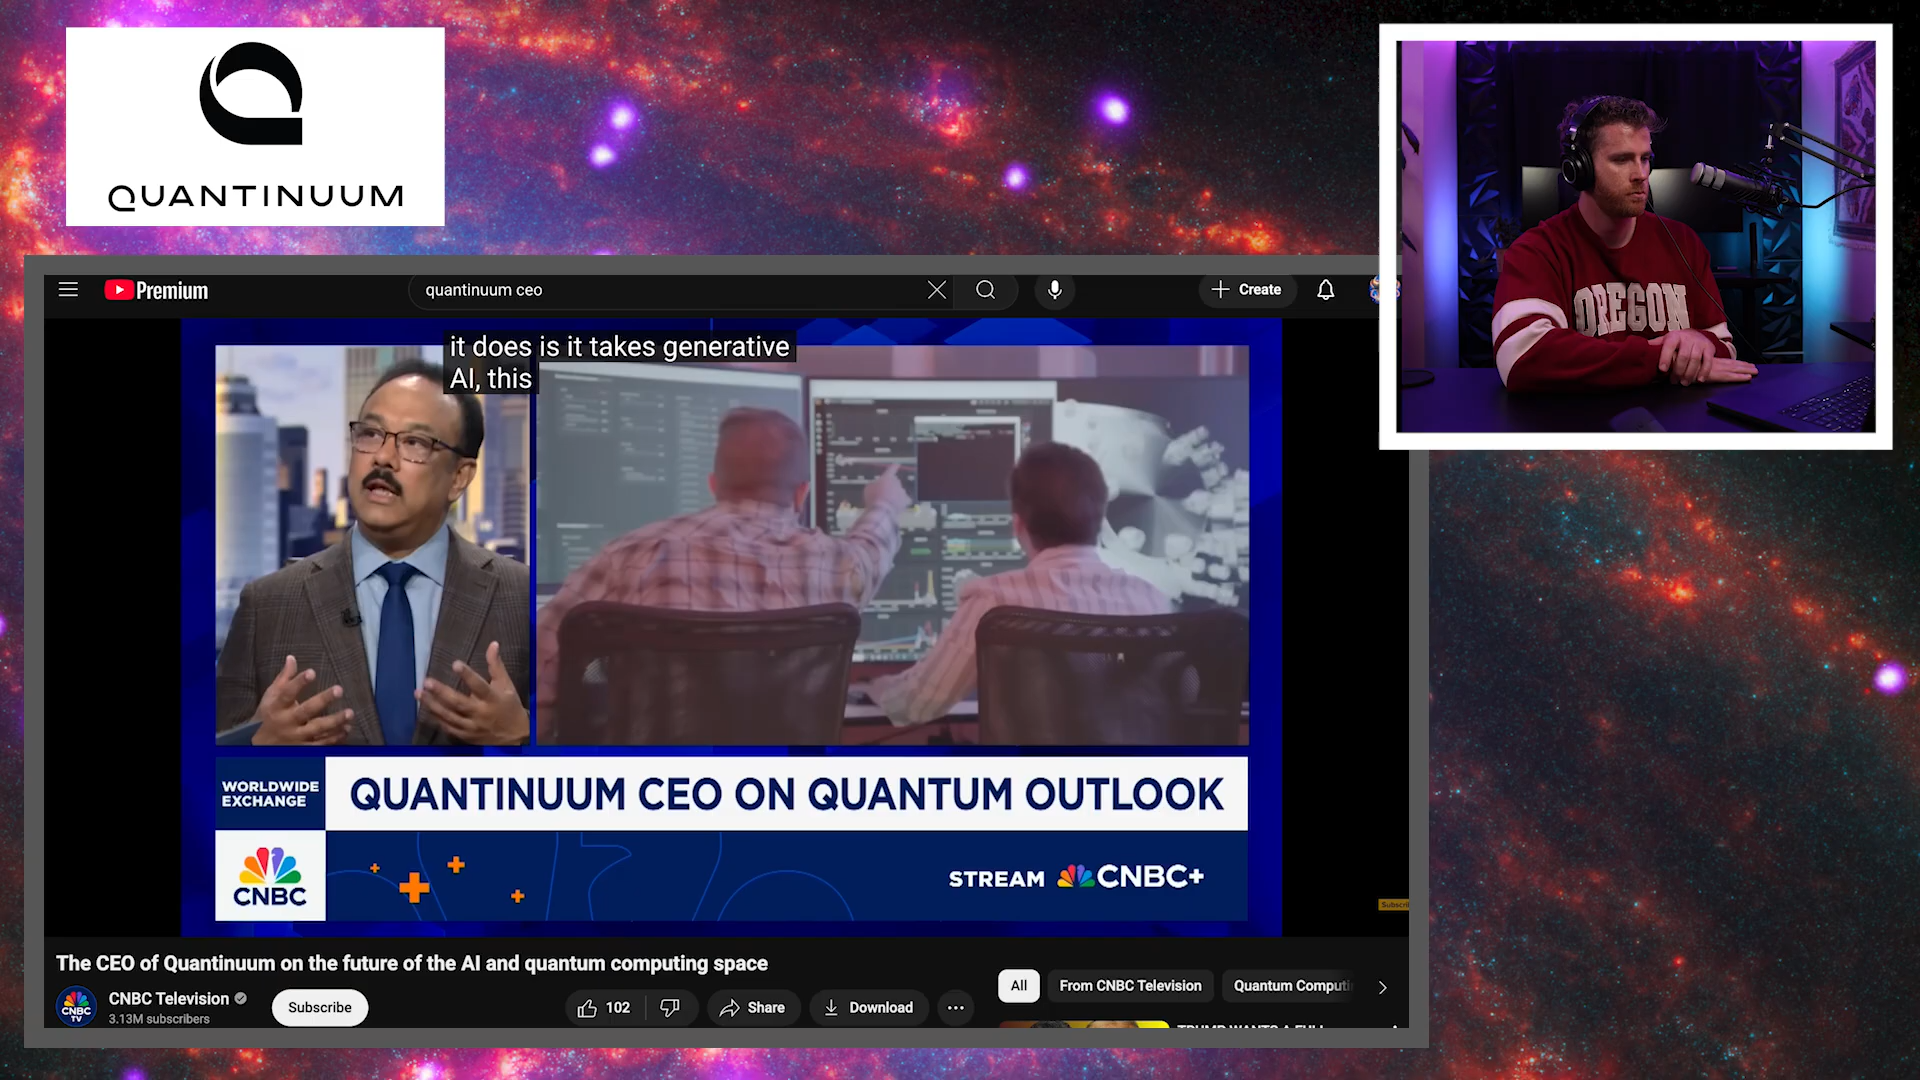 QUANTINUUM
OREGON
Premium
quantinuum ceo
Create
it does is it takes generative
AI, this
WORLDWIDE
EXCHANGE
QUANTINUUM CEO ON QUANTUM OUTLOOK
CNBC
STREAM CNBC+
The CEO of Quantinuum on the future of the AI and quantum computing space
CNBC
TV
CNBC Television
3.13M subscribers
Subscribe
102
Share
Download
All
From CNBC Television
Quantum Computi